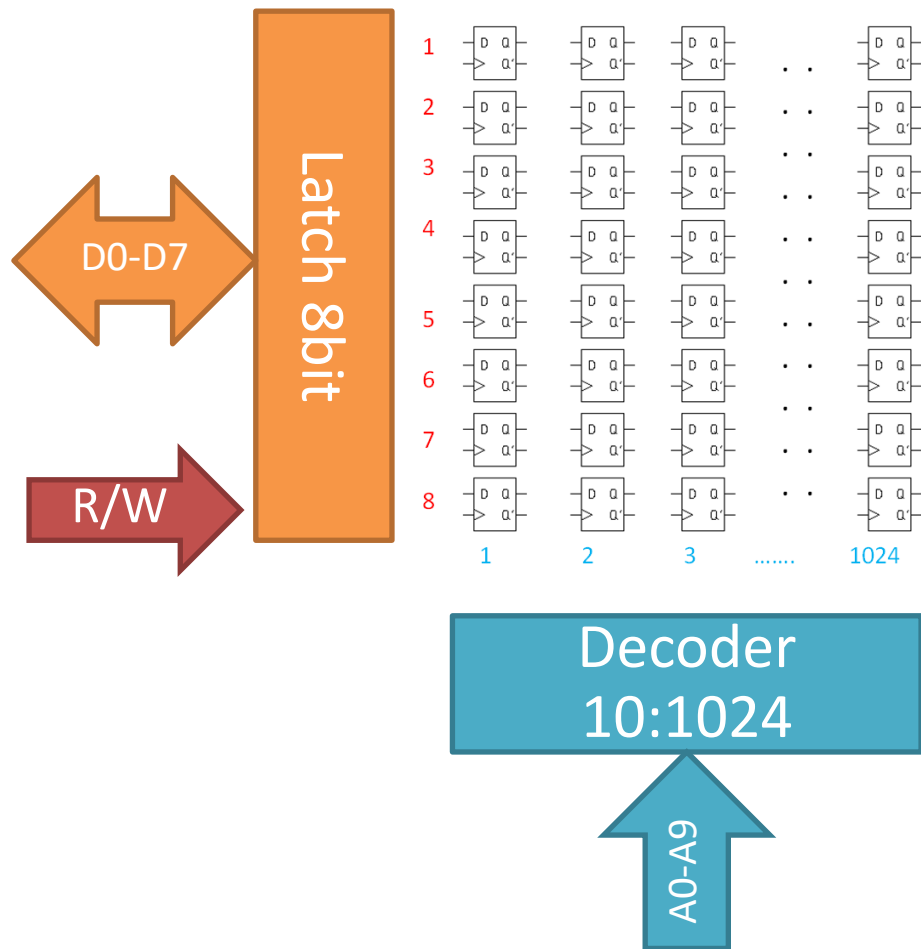 1 D Q Q' D Q Q' D Q Q' . . D Q Q'
2 D Q Q' D Q Q' D Q Q' . . D Q Q'
3 D Q Q' D Q Q' D Q Q' . . D Q Q'
4 D Q Q' D Q Q' D Q Q' . . D Q Q'
5 D Q Q' D Q Q' D Q Q' . . D Q Q'
6 D Q Q' D Q Q' D Q Q' . . D Q Q'
7 D Q Q' D Q Q' D Q Q' . . D Q Q'
8 D Q Q' D Q Q' D Q Q' . . D Q Q'
1 2 3 ....... 1024
Latch 8bit
D0-D7
R/W
Decoder
10:1024
A0-A9